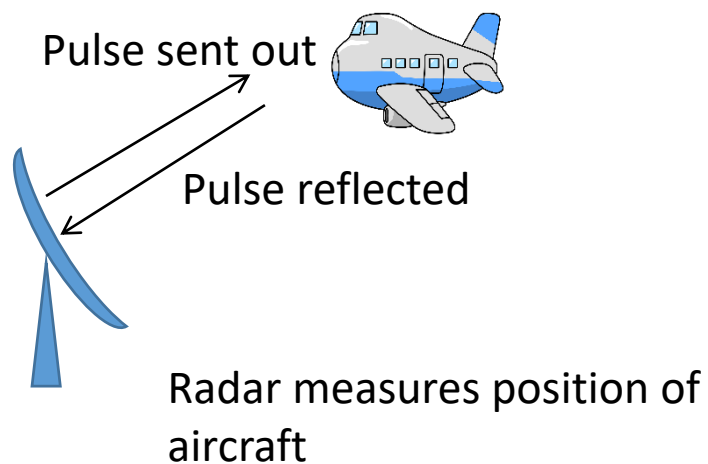 Pulse sent out
Pulse reflected
Radar measures position of
aircraft